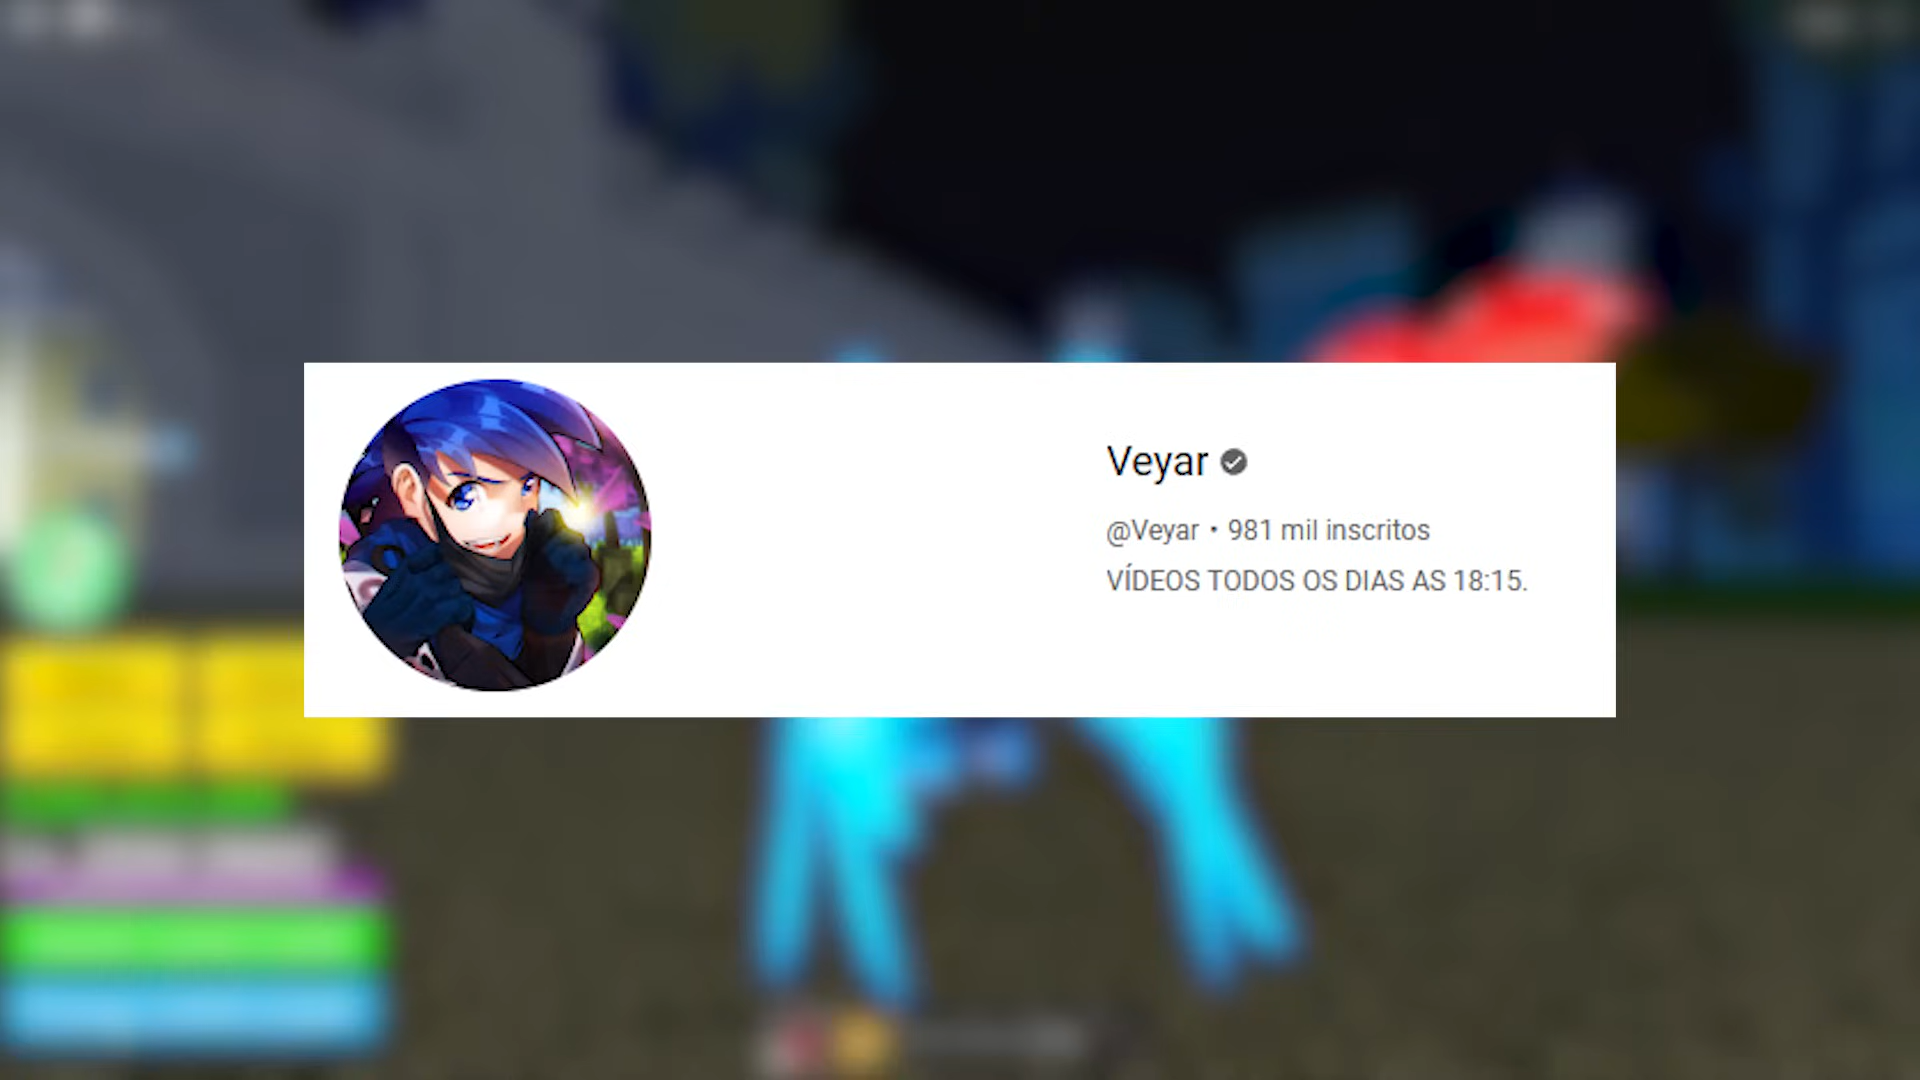 Veyar
@Veyar • 981 mil inscritos
VÍDEOS TODOS OS DIAS AS 18:15.